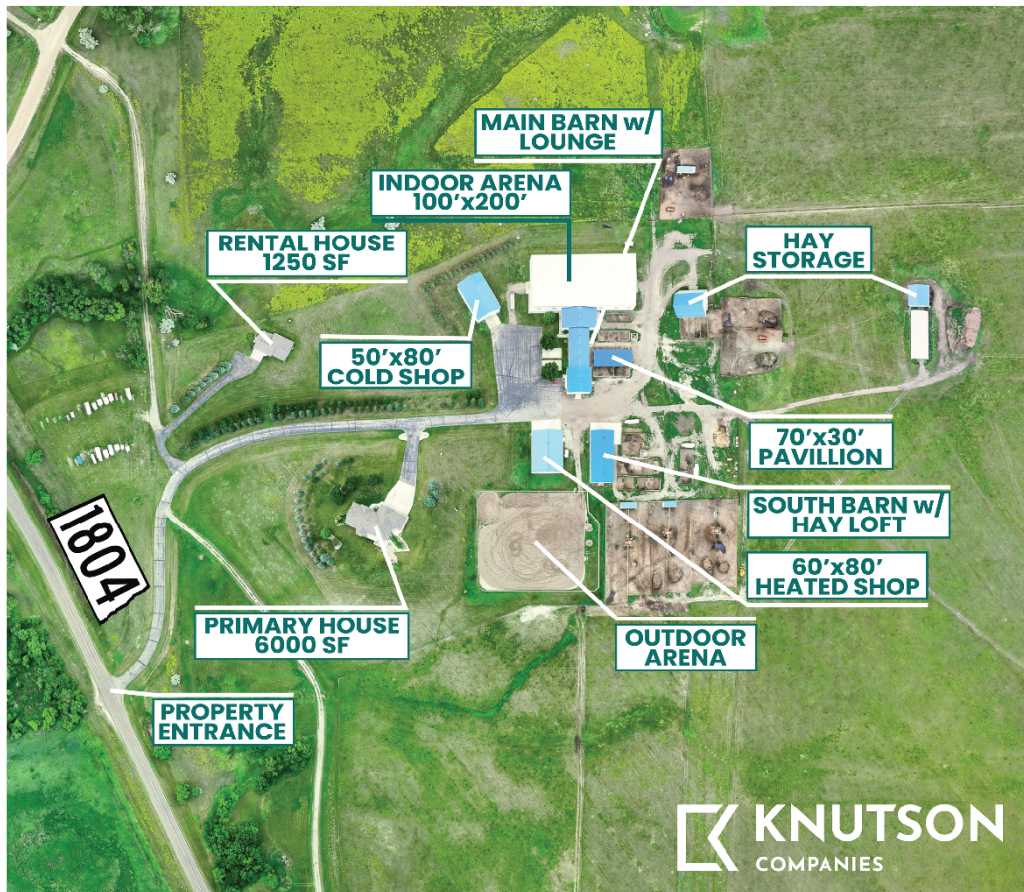 MAIN BARN w/
LOUNGE
INDOOR ARENA
100'x200'
RENTAL HOUSE
1250 SF
HAY
STORAGE
50'x80'
COLD SHOP
70'x30'
PAVILLION
SOUTH BARN w/
HAY LOFT
1804
60'x80'
HEATED SHOP
PRIMARY HOUSE
6000 SF
OUTDOOR
ARENA
PROPERTY
ENTRANCE
KNUTSON
COMPANIES